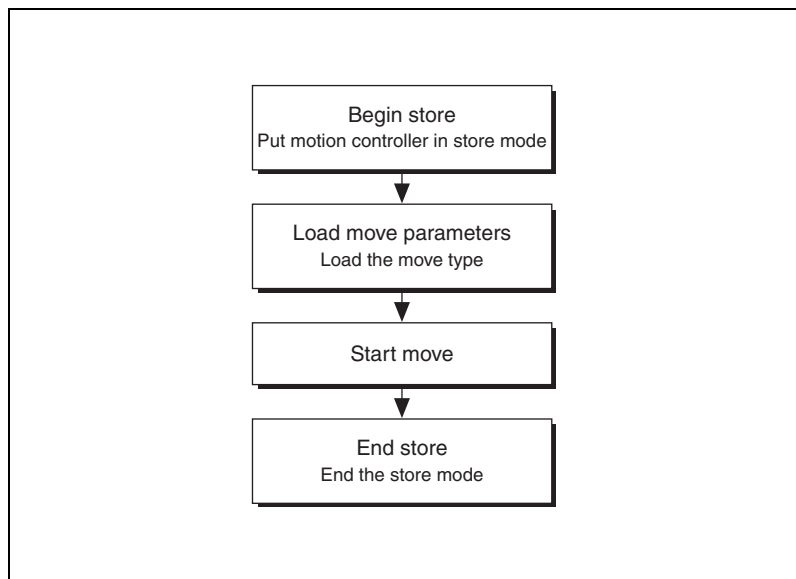 Begin store
Put motion controller in store mode
Load move parameters
Load the move type
Start move
End store
End the store mode